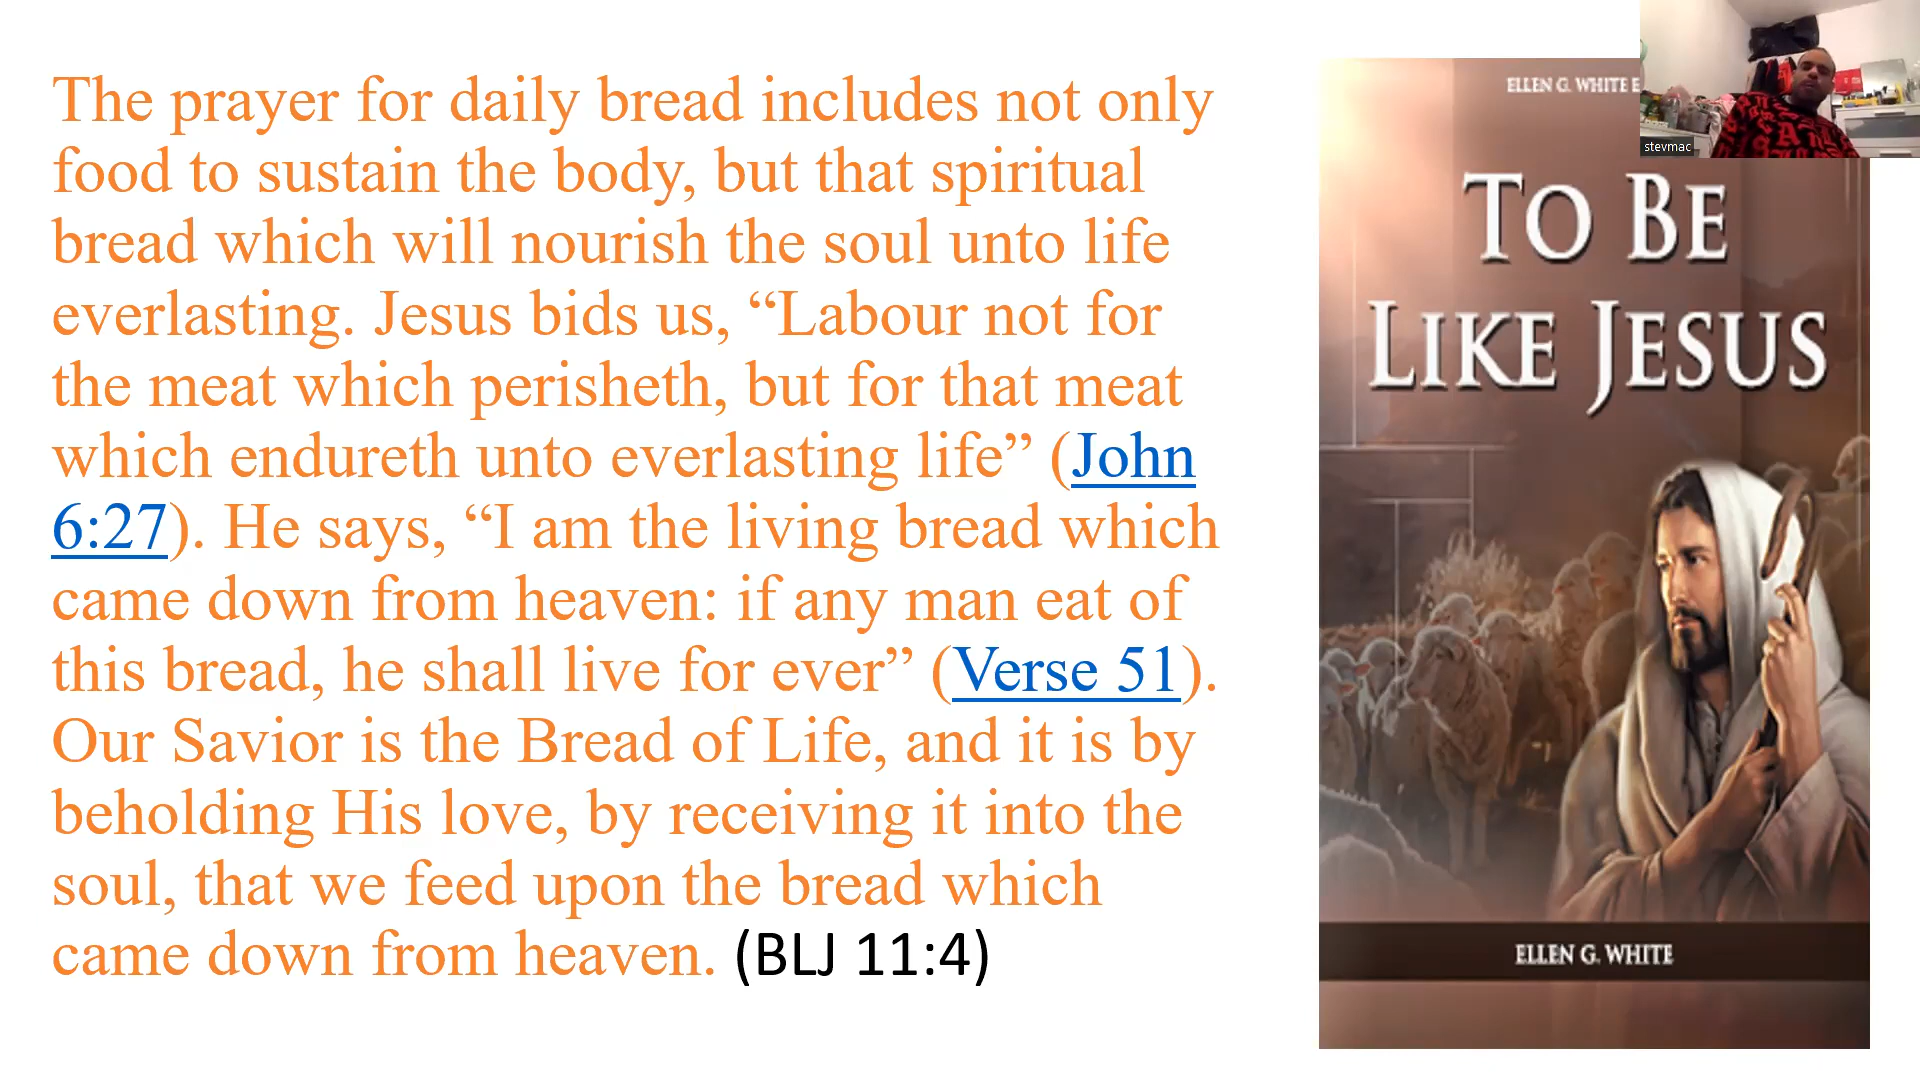 The prayer for daily bread includes not only
food to sustain the body, but that spiritual
bread which will nourish the soul unto life
everlasting. Jesus bids us, “Labour not for
the meat which perisheth, but for that meat
which endureth unto everlasting life” (John
6:27). He says, “I am the living bread which
came down from heaven: if any man eat of
this bread, he shall live for ever” (Verse 51).
Our Savior is the Bread of Life, and it is by
beholding His love, by receiving it into the
soul, that we feed upon the bread which
came down from heaven. (BLJ 11:4)
ELLEN G. WHITE E
TO BE
LIKE JESUS
ELLEN G. WHITE
stevmac